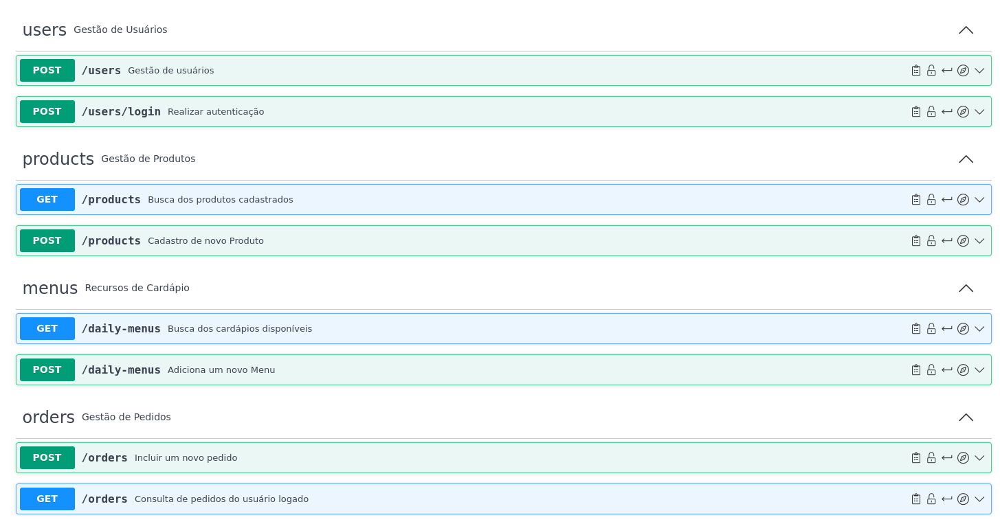 users Gestão de Usuários
POST /users Gestão de usuários
POST /users/login Realizar autenticação
products Gestão de Produtos
GET /products Busca dos produtos cadastrados
POST /products Cadastro de novo Produto
menus Recursos de Cardápio
GET /daily-menus Busca dos cardápios disponíveis
POST /daily-menus Adiciona um novo Menu
orders Gestão de Pedidos
POST /orders Incluir um novo pedido
GET /orders Consulta de pedidos do usuário logado